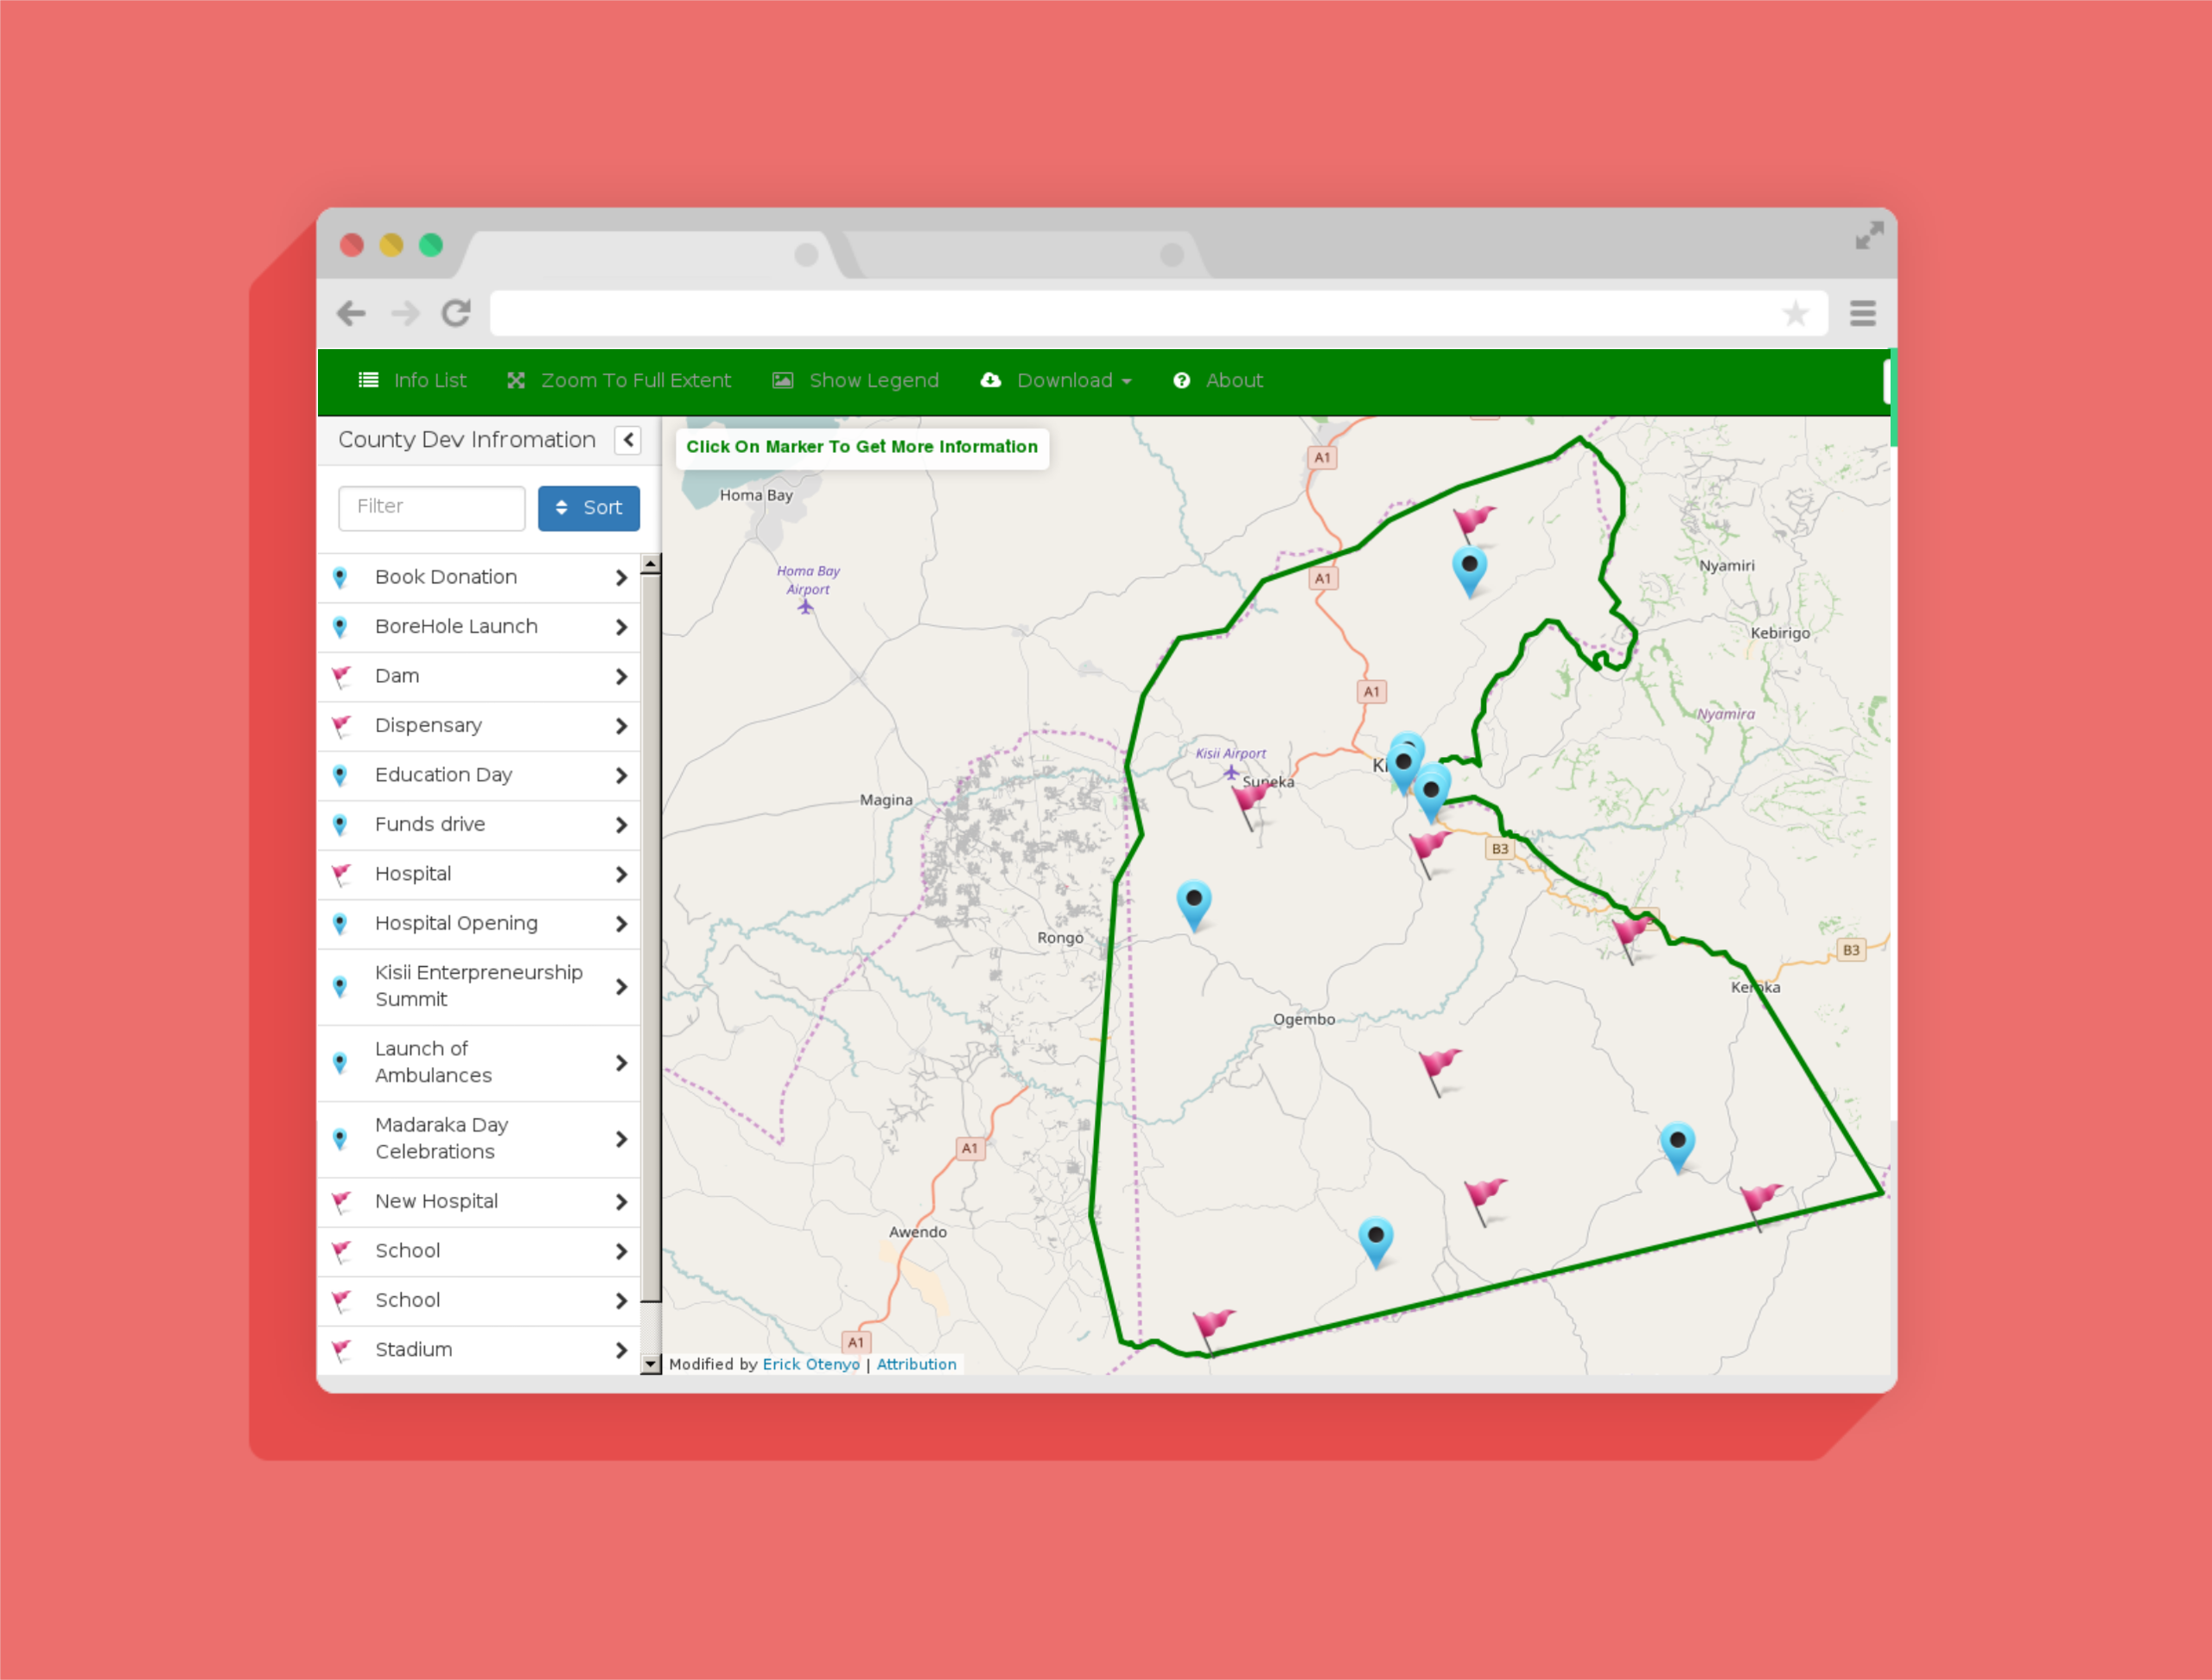 Info List
Zoom To Full Extent
Show Legend
Download
About
County Dev Infromation
Filter
Sort
Book Donation
BoreHole Launch
Dam
Dispensary
Education Day
Funds drive
Hospital
Hospital Opening
Kisii Enterpreneurship
Summit
Launch of
Ambulances
Madaraka Day
Celebrations
New Hospital
School
School
Stadium
Click On Marker To Get More Information
A1
Homa Bay
Homa Bay
Airport
A1
Nyamiri
Kebirigo
A1
Nyamira
Kisii Airport
Suneka
Magina
B3
Rongo
B3
Keroka
Ogembo
A1
Awendo
A1
Modified by Erick Otenyo | Attribution